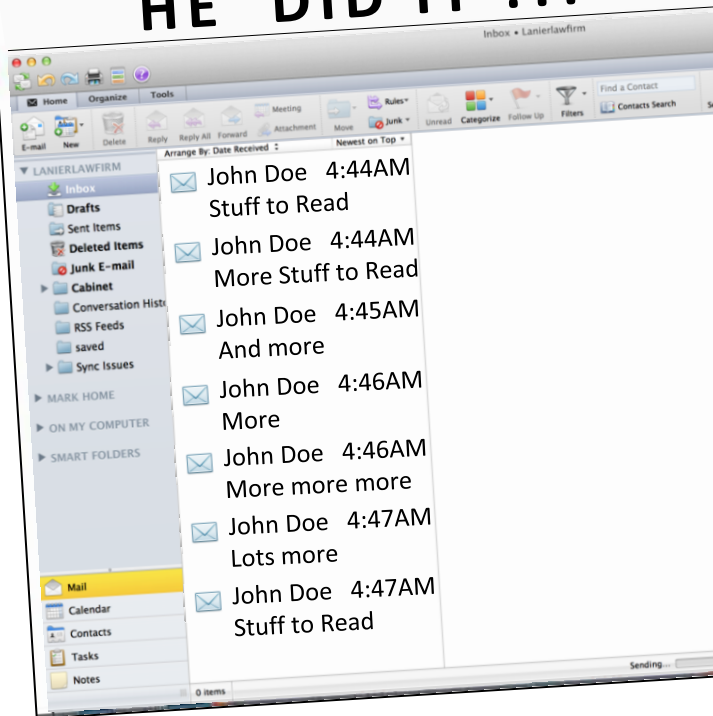 HE DID IT !!!
Inbox • Lanierlawfirm
Home Organize Tools
E-mail New Delete Reply Reply All Forward Meeting Attachment Move Rules Junk Unread Categorize Follow Up Filters Find a Contact Contacts Search
Arrange By: Date Received Newest on Top
LANIERLAWFIRM
Inbox
Drafts
Sent Items
Deleted Items
Junk E-mail
Cabinet
Conversation Histo
RSS Feeds
saved
Sync Issues
MARK HOME
ON MY COMPUTER
SMART FOLDERS
Mail
Calendar
Contacts
Tasks
Notes
John Doe 4:44AM
Stuff to Read
John Doe 4:44AM
More Stuff to Read
John Doe 4:45AM
And more
John Doe 4:46AM
More
John Doe 4:46AM
More more more
John Doe 4:47AM
Lots more
John Doe 4:47AM
Stuff to Read
0 items
Sending...